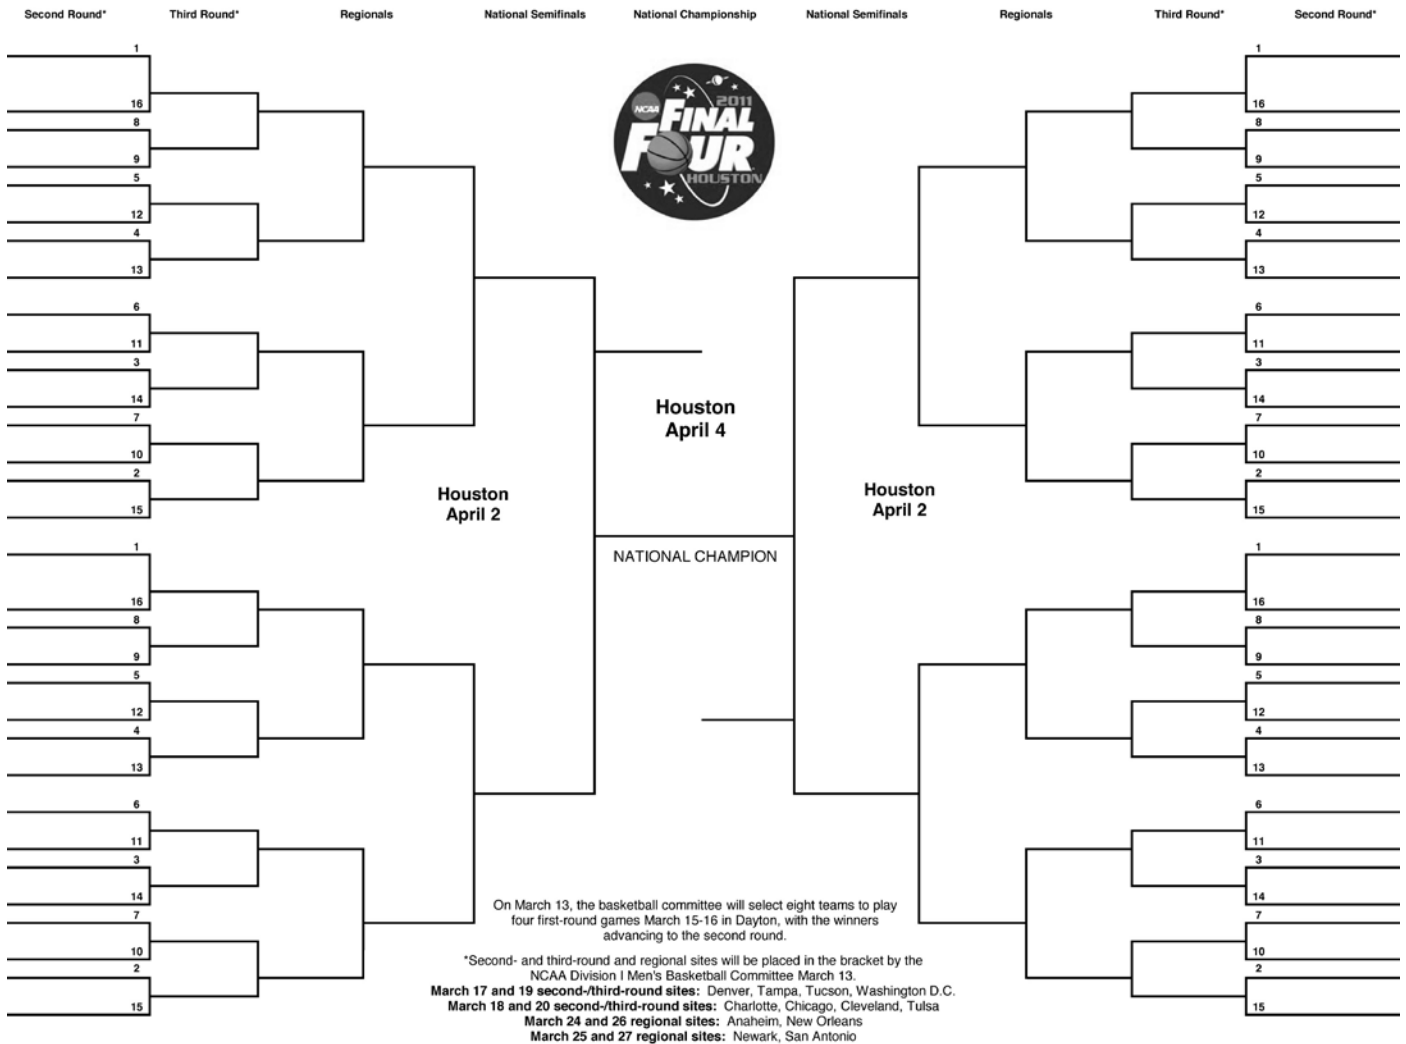 Second Round*
Third Round*
Regionals
National Semifinals
National Championship
National Semifinals
Regionals
Third Round*
Second Round*
1
16
8
9
5
12
4
13
6
11
3
14
7
10
2
15
1
16
8
9
5
12
4
13
6
11
3
14
7
10
2
15
NCAA
2011
FINAL
FOUR
HOUSTON
Houston
April 4
Houston
April 2
Houston
April 2
NATIONAL CHAMPION
1
16
8
9
5
12
4
13
6
11
3
14
7
10
2
15
1
16
8
9
5
12
4
13
6
11
3
14
7
10
2
15
On March 13, the basketball committee will select eight teams to play
four first-round games March 15-16 in Dayton, with the winners
advancing to the second round.
*Second- and third-round and regional sites will be placed in the bracket by the
NCAA Division I Men's Basketball Committee March 13.
March 17 and 19 second-/third-round sites: Denver, Tampa, Tucson, Washington D.C.
March 18 and 20 second-/third-round sites: Charlotte, Chicago, Cleveland, Tulsa
March 24 and 26 regional sites: Anaheim, New Orleans
March 25 and 27 regional sites: Newark, San Antonio